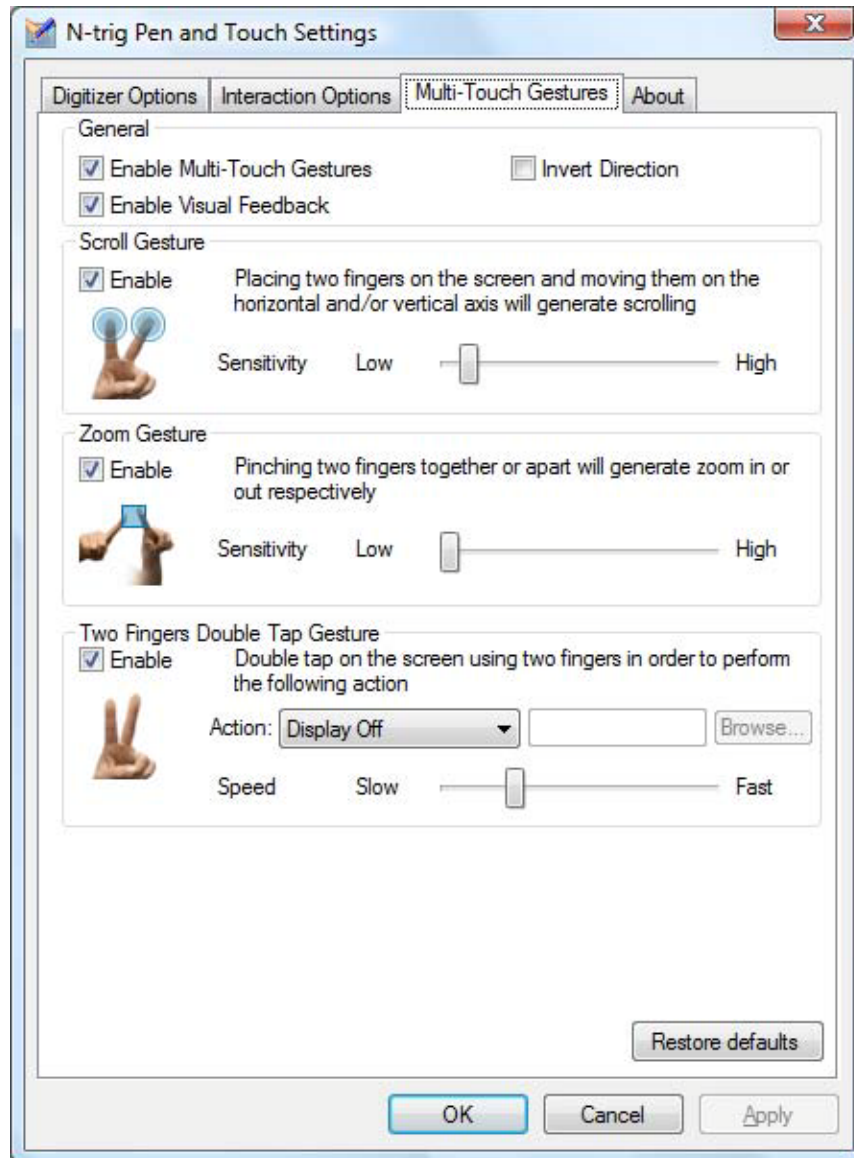 N-trig Pen and Touch Settings
Digitizer Options Interaction Options Multi-Touch Gestures About
General
Enable Multi-Touch Gestures Invert Direction
Enable Visual Feedback
Scroll Gesture
Enable Placing two fingers on the screen and moving them on the
horizontal and/or vertical axis will generate scrolling
Sensitivity Low High
Zoom Gesture
Enable Pinching two fingers together or apart will generate zoom in or
out respectively
Sensitivity Low High
Two Fingers Double Tap Gesture
Enable Double tap on the screen using two fingers in order to perform
the following action
Action: Display Off Browse...
Speed Slow Fast
Restore defaults
OK Cancel Apply